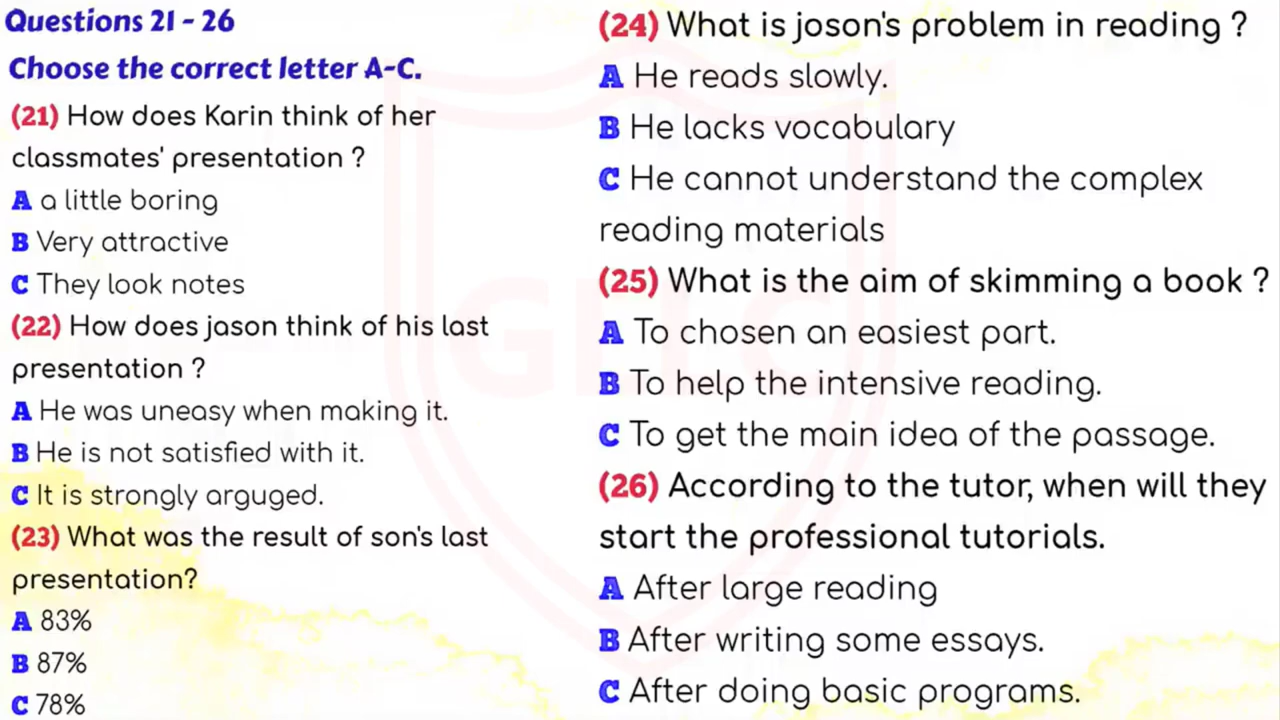 Questions 21 - 26
Choose the correct letter A-C.
(21) How does Karin think of her
classmates' presentation ?
A a little boring
B Very attractive
C They look notes
(22) How does jason think of his last
presentation ?
A He was uneasy when making it.
B He is not satisfied with it.
C It is strongly arguged.
(23) What was the result of son's last
presentation?
A 83%
B 87%
C 78%
(24) What is joson's problem in reading ?
A He reads slowly.
B He lacks vocabulary
C He cannot understand the complex
reading materials
(25) What is the aim of skimming a book ?
A To chosen an easiest part.
B To help the intensive reading.
C To get the main idea of the passage.
(26) According to the tutor, when will they
start the professional tutorials.
A After large reading
B After writing some essays.
C After doing basic programs.